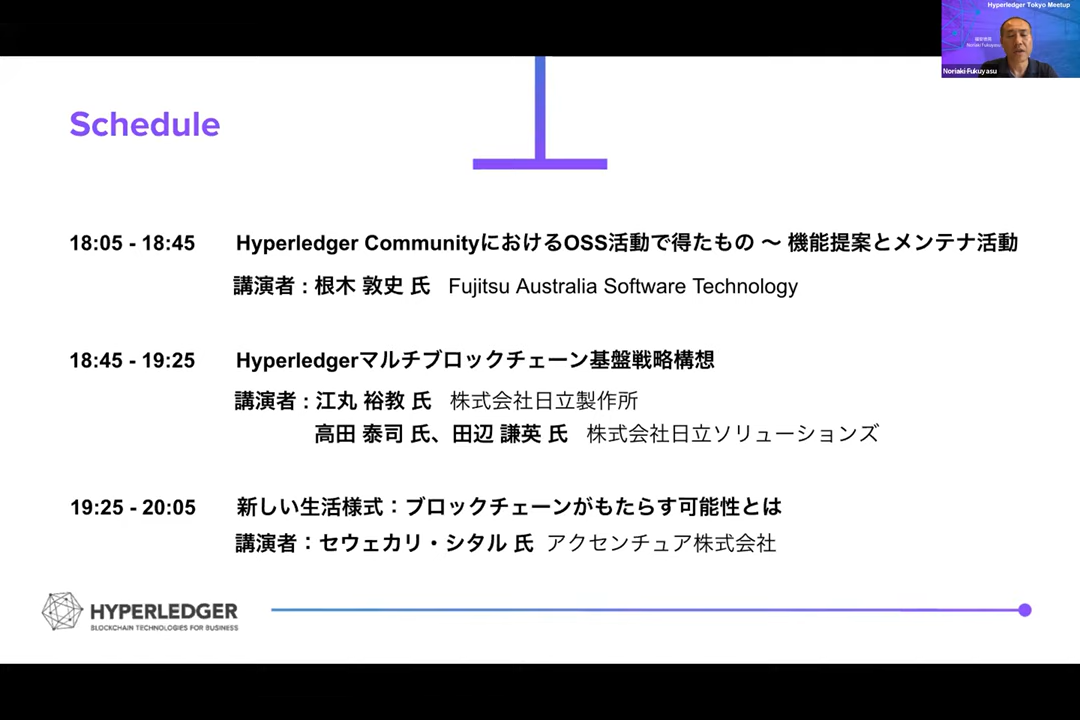 Hyperledger Tokyo Meetup
Noriaki Fukuyasu
Noriaki Fukuyasu
Schedule
18:05 - 18:45 Hyperledger CommunityにおけるOSS活動で得たもの ～ 機能提案とメンテナ活動
講演者 : 根木 敦史 氏 Fujitsu Australia Software Technology
18:45 - 19:25 Hyperledgerマルチブロックチェーン基盤戦略構想
講演者 : 江丸 裕教 氏 株式会社日立製作所
高田 泰司 氏、田辺 謙英 氏 株式会社日立ソリューションズ
19:25 - 20:05 新しい生活様式：ブロックチェーンがもたらす可能性とは
講演者：セウェカリ・シタル 氏 アクセンチュア株式会社
HYPERLEDGER
BLOCKCHAIN TECHNOLOGIES FOR BUSINESS